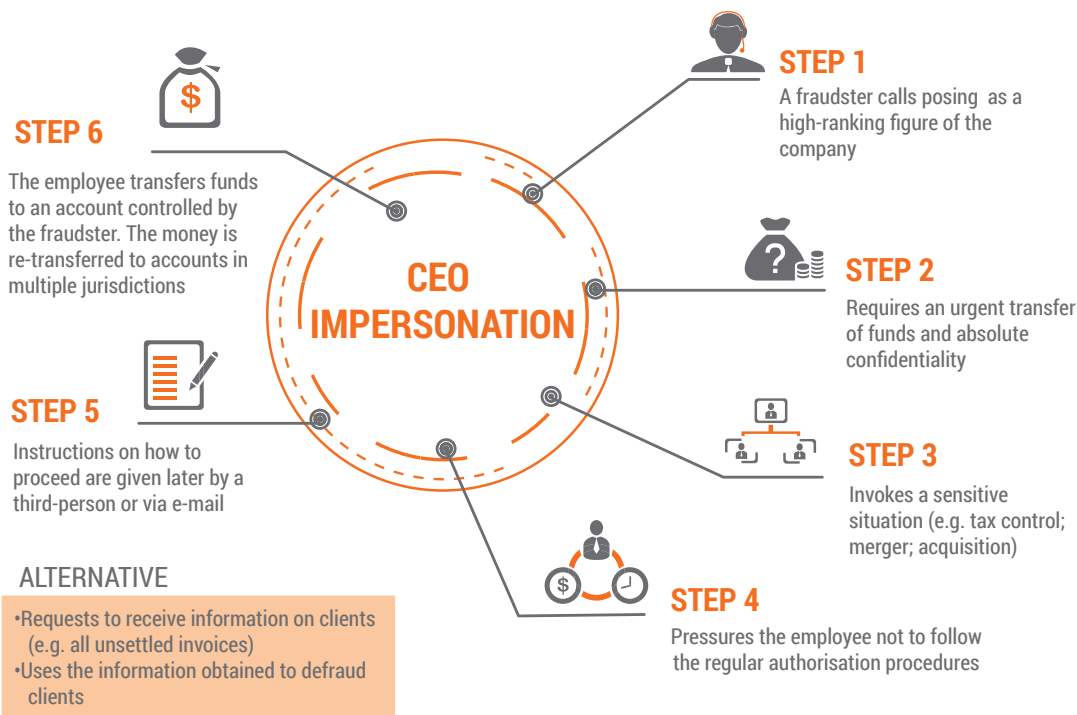 CEO
IMPERSONATION
STEP 1
A fraudster calls posing as a
high-ranking figure of the
company
STEP 2
Requires an urgent transfer
of funds and absolute
confidentiality
STEP 3
Invokes a sensitive
situation (e.g. tax control;
merger; acquisition)
STEP 4
Pressures the employee not to follow
the regular authorisation procedures
STEP 5
Instructions on how to
proceed are given later by a
third-person or via e-mail
STEP 6
The employee transfers funds
to an account controlled by
the fraudster. The money is
re-transferred to accounts in
multiple jurisdictions
ALTERNATIVE
•Requests to receive information on clients
(e.g. all unsettled invoices)
•Uses the information obtained to defraud
clients
$
?
$